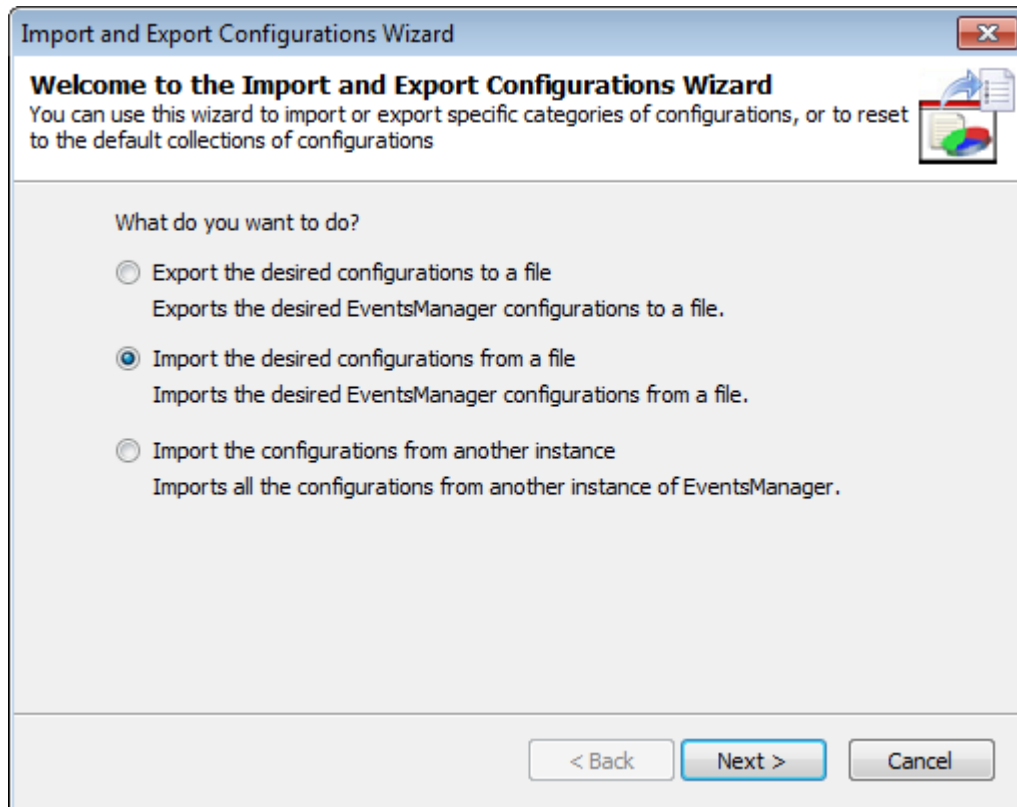 Import and Export Configurations Wizard
Welcome to the Import and Export Configurations Wizard
You can use this wizard to import or export specific categories of configurations, or to reset
to the default collections of configurations
What do you want to do?
Export the desired configurations to a file
Exports the desired EventsManager configurations to a file.
Import the desired configurations from a file
Imports the desired EventsManager configurations from a file.
Import the configurations from another instance
Imports all the configurations from another instance of EventsManager.
< Back Next > Cancel